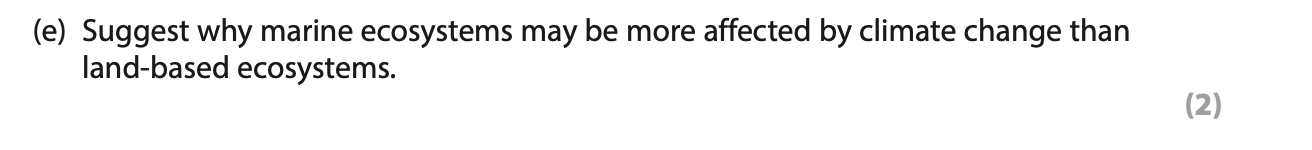 (e) Suggest why marine ecosystems may be more affected by climate change than
land-based ecosystems.
(2)